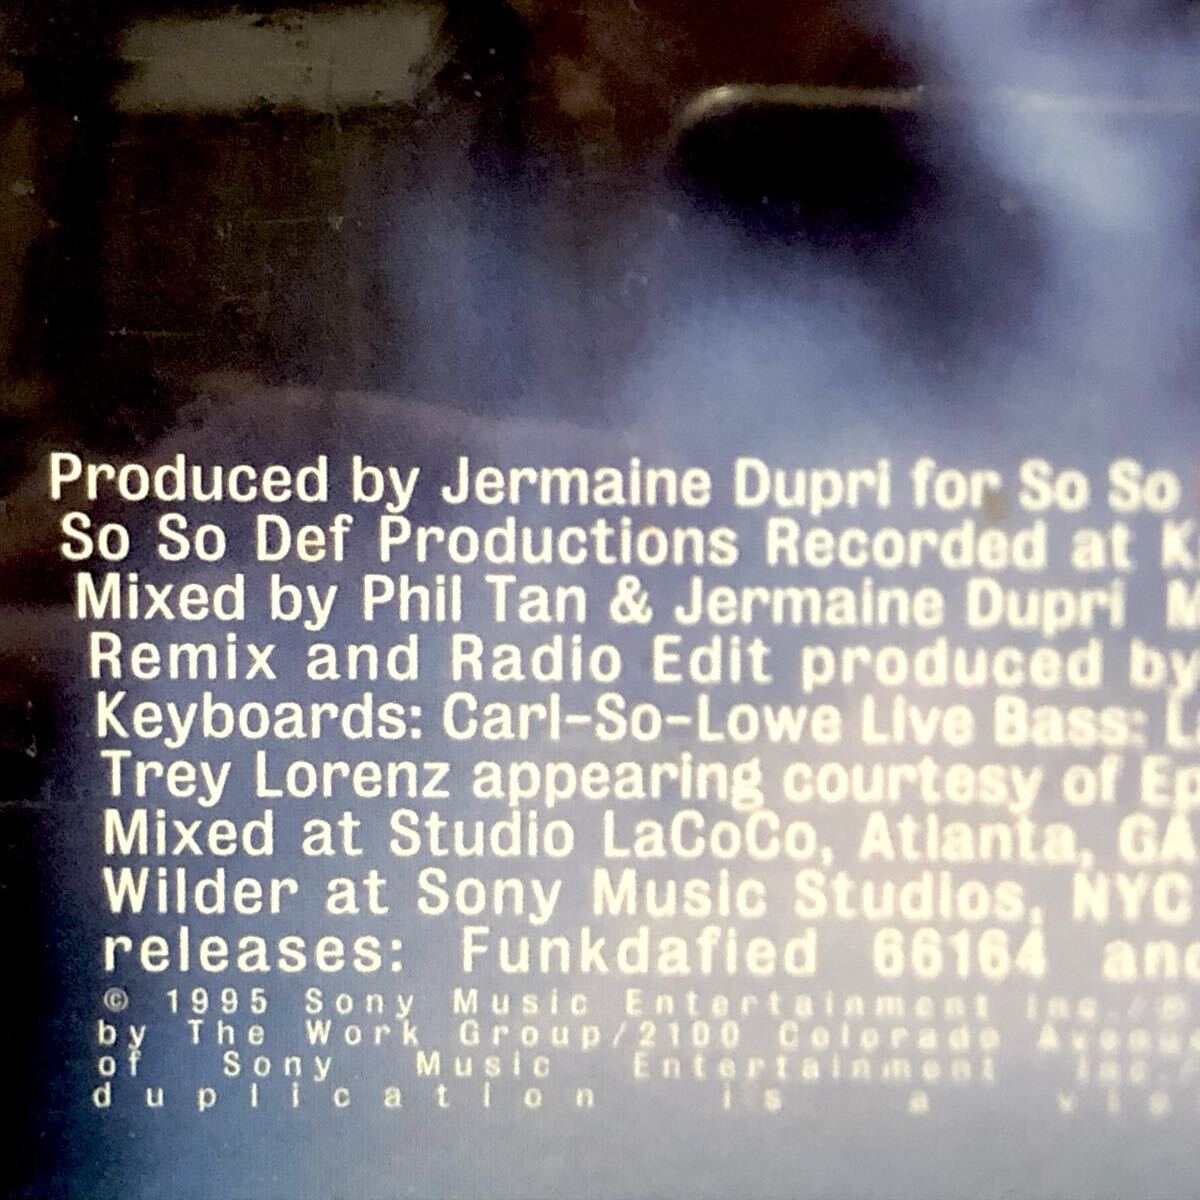 Produced by Jermaine Dupri for So So
So So Def Productions Recorded at
Mixed by Phil Tan & Jermaine Dupri
Remix and Radio Edit produced by
Keyboards: Carl-So-Lowe Live Bass:
Trey Lorenz appearing courtesy of
Mixed at Studio LaCoCo, Atlanta, GA
Wilder at Sony Music Studios, NYC
releases: Funkdafied 66164 and
© 1995 Sony Music Entertainment Inc./℗
by The Work Group/2100 Colorado Avenue
of Sony Music Entertainment Inc./
duplication is a